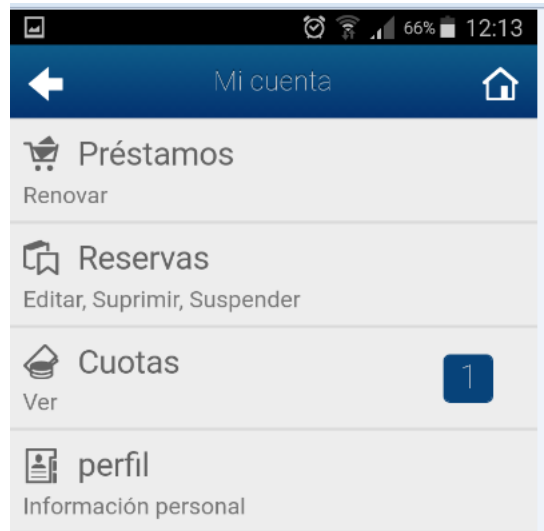 66% 12:13
Mi cuenta
Préstamos
Renovar
Reservas
Editar, Suprimir, Suspender
Cuotas
1
Ver
perfil
Información personal